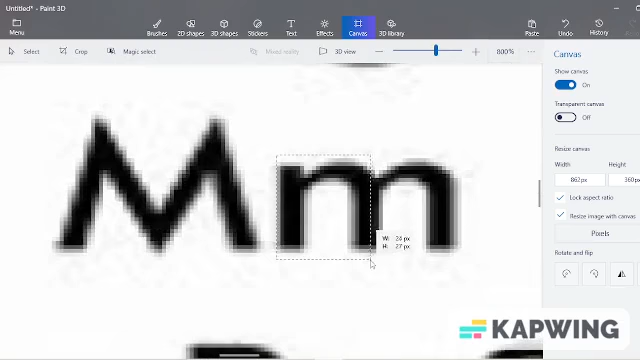 Untitled* - Paint 3D
Menu
Brushes
2D shapes
3D shapes
Stickers
Text
Effects
Canvas
3D library
Paste
Undo
History
Select
Crop
Magic select
Mixed reality
3D view
800%
Canvas
Show canvas
On
Transparent canvas
Off
Resize canvas
Width
Height
862px
360px
Lock aspect ratio
Resize image with canvas
Pixels
Rotate and flip
Mm
W: 24 px
H: 27 px
KAPWING